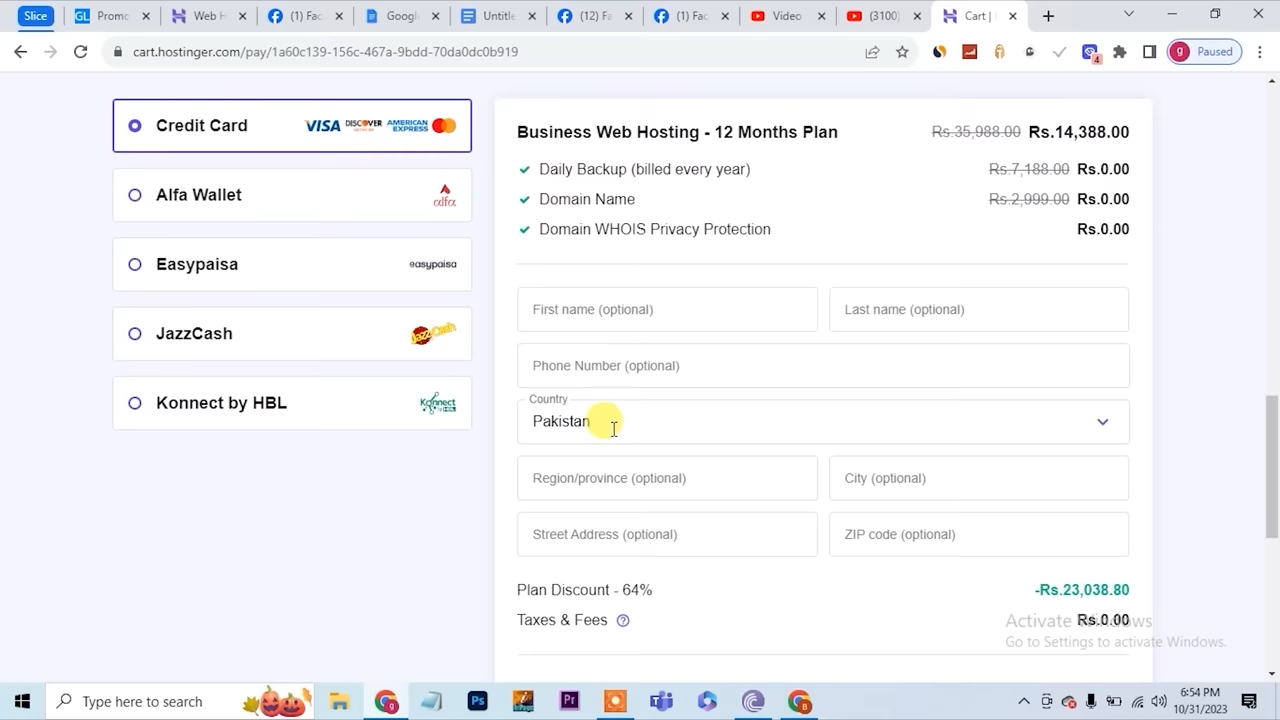 Slice
GL Promo
Web H
(1) Fac
Google
Untitle
(12) Fa
(1) Fac
Video
(3100
Cart |
cart.hostinger.com/pay/1a60c139-156c-467a-9bdd-70da0dc0b919
4
g Paused
Credit Card VISA DISCOVER AMERICAN EXPRESS
Business Web Hosting - 12 Months Plan Rs.35,988.00 Rs.14,388.00
Daily Backup (billed every year) Rs.7,188.00 Rs.0.00
Alfa Wallet alfa
Domain Name Rs.2,999.00 Rs.0.00
Domain WHOIS Privacy Protection Rs.0.00
Easypaisa easypaisa
First name (optional) Last name (optional)
JazzCash JazzCash
Phone Number (optional)
Konnect by HBL Konnect
Country
Pakistan
Region/province (optional) City (optional)
Street Address (optional) ZIP code (optional)
Plan Discount - 64% -Rs.23,038.80
Taxes & Fees Rs.0.00
Activate Windows
Go to Settings to activate Windows.
Type here to search
Ps
Pr
6:54 PM
10/31/2023